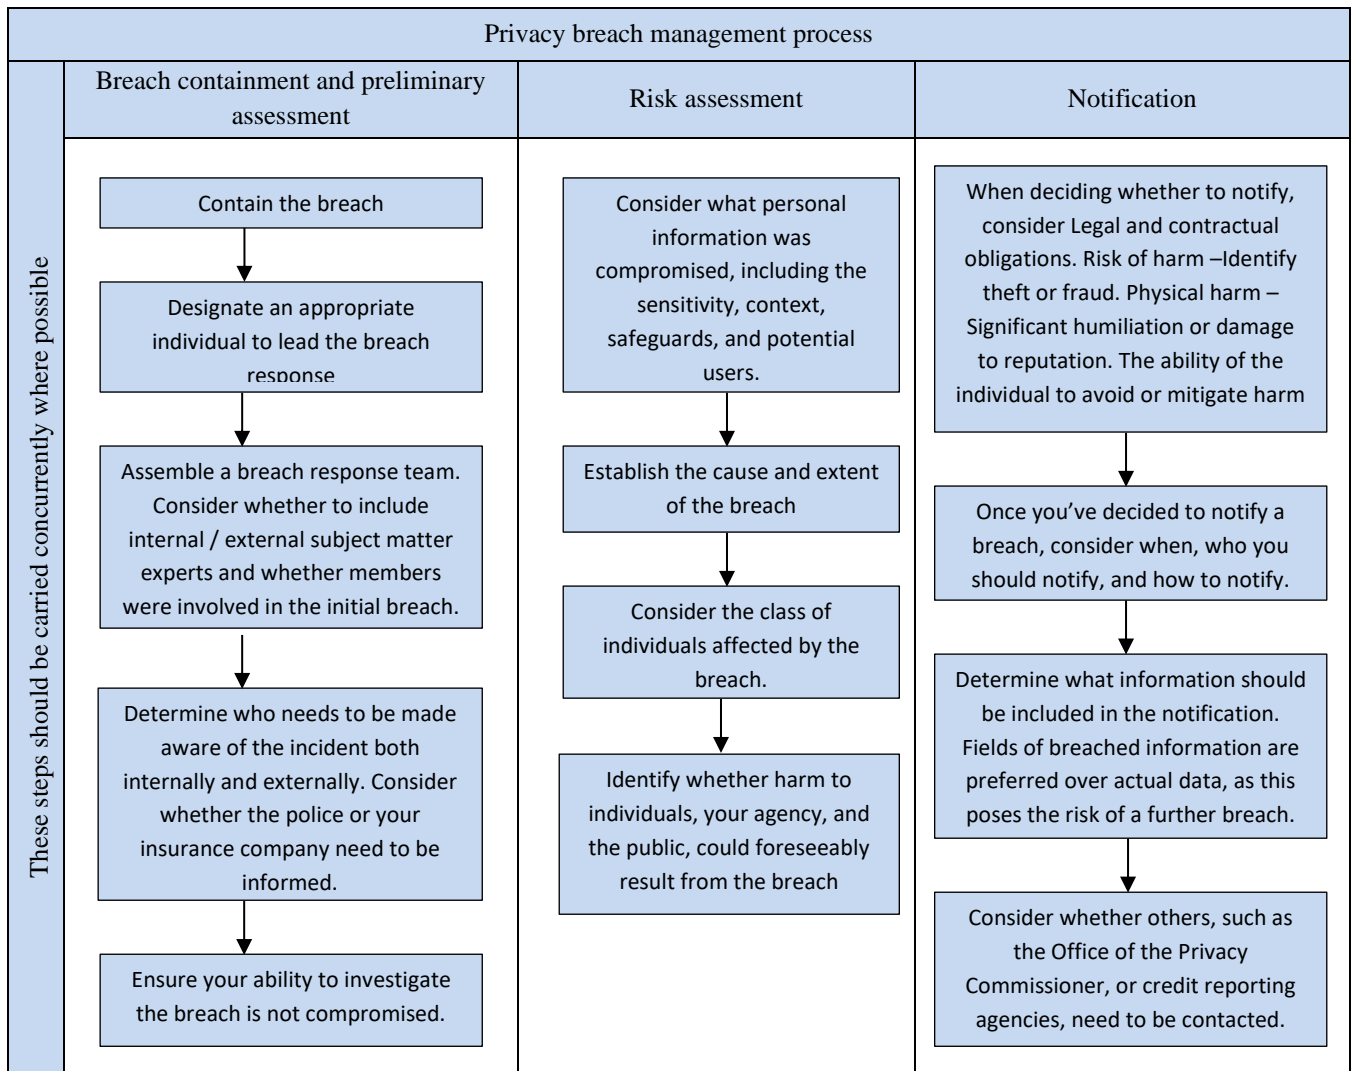 Privacy breach management process
These steps should be carried concurrently where possible
Breach containment and preliminary
assessment
Contain the breach
Designate an appropriate
individual to lead the breach
response
Assemble a breach response team.
Consider whether to include
internal / external subject matter
experts and whether members
were involved in the initial breach.
Determine who needs to be made
aware of the incident both
internally and externally. Consider
whether the police or your
insurance company need to be
informed.
Ensure your ability to investigate
the breach is not compromised.
Risk assessment
Consider what personal
information was
compromised, including the
sensitivity, context,
safeguards, and potential
users.
Establish the cause and extent
of the breach
Consider the class of
individuals affected by the
breach.
Identify whether harm to
individuals, your agency, and
the public, could foreseeably
result from the breach
Notification
When deciding whether to notify,
consider Legal and contractual
obligations. Risk of harm –Identify
theft or fraud. Physical harm –
Significant humiliation or damage
to reputation. The ability of the
individual to avoid or mitigate harm
Once you’ve decided to notify a
breach, consider when, who you
should notify, and how to notify.
Determine what information should
be included in the notification.
Fields of breached information are
preferred over actual data, as this
poses the risk of a further breach.
Consider whether others, such as
the Office of the Privacy
Commissioner, or credit reporting
agencies, need to be contacted.